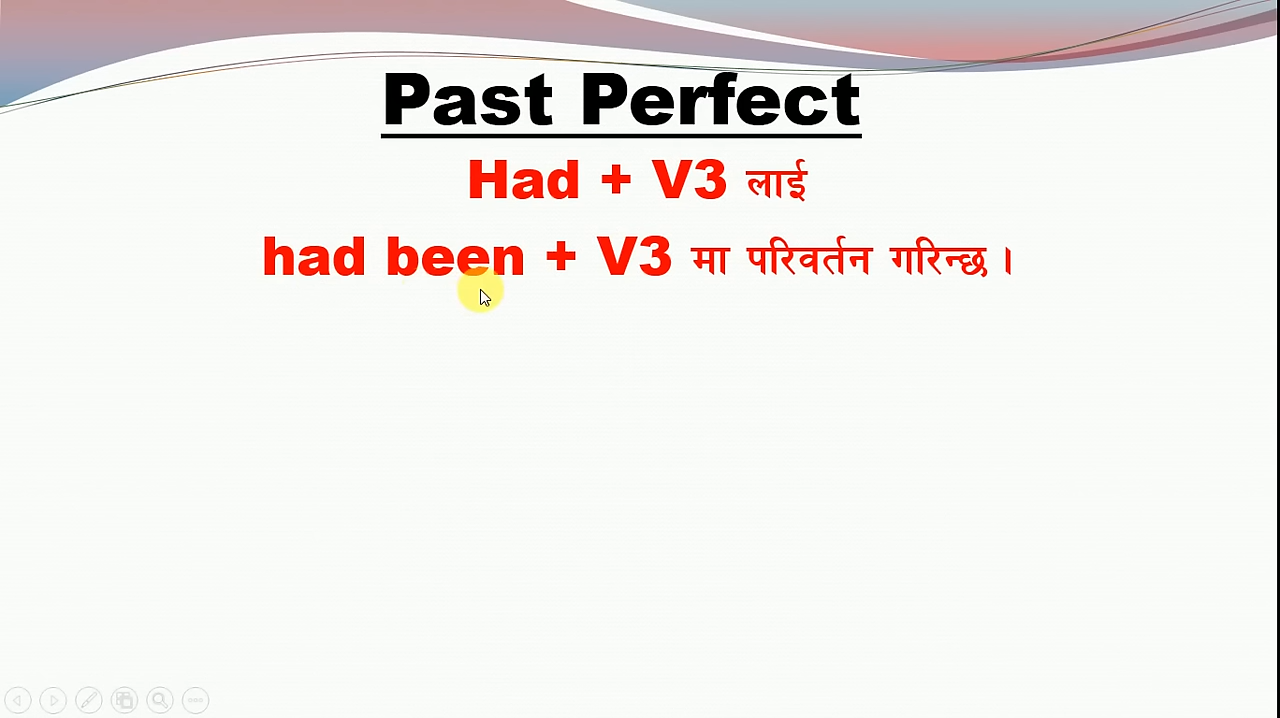 Past Perfect
Had + V3 लाई
had been + V3 मा परिवर्तन गरिन्छ ।